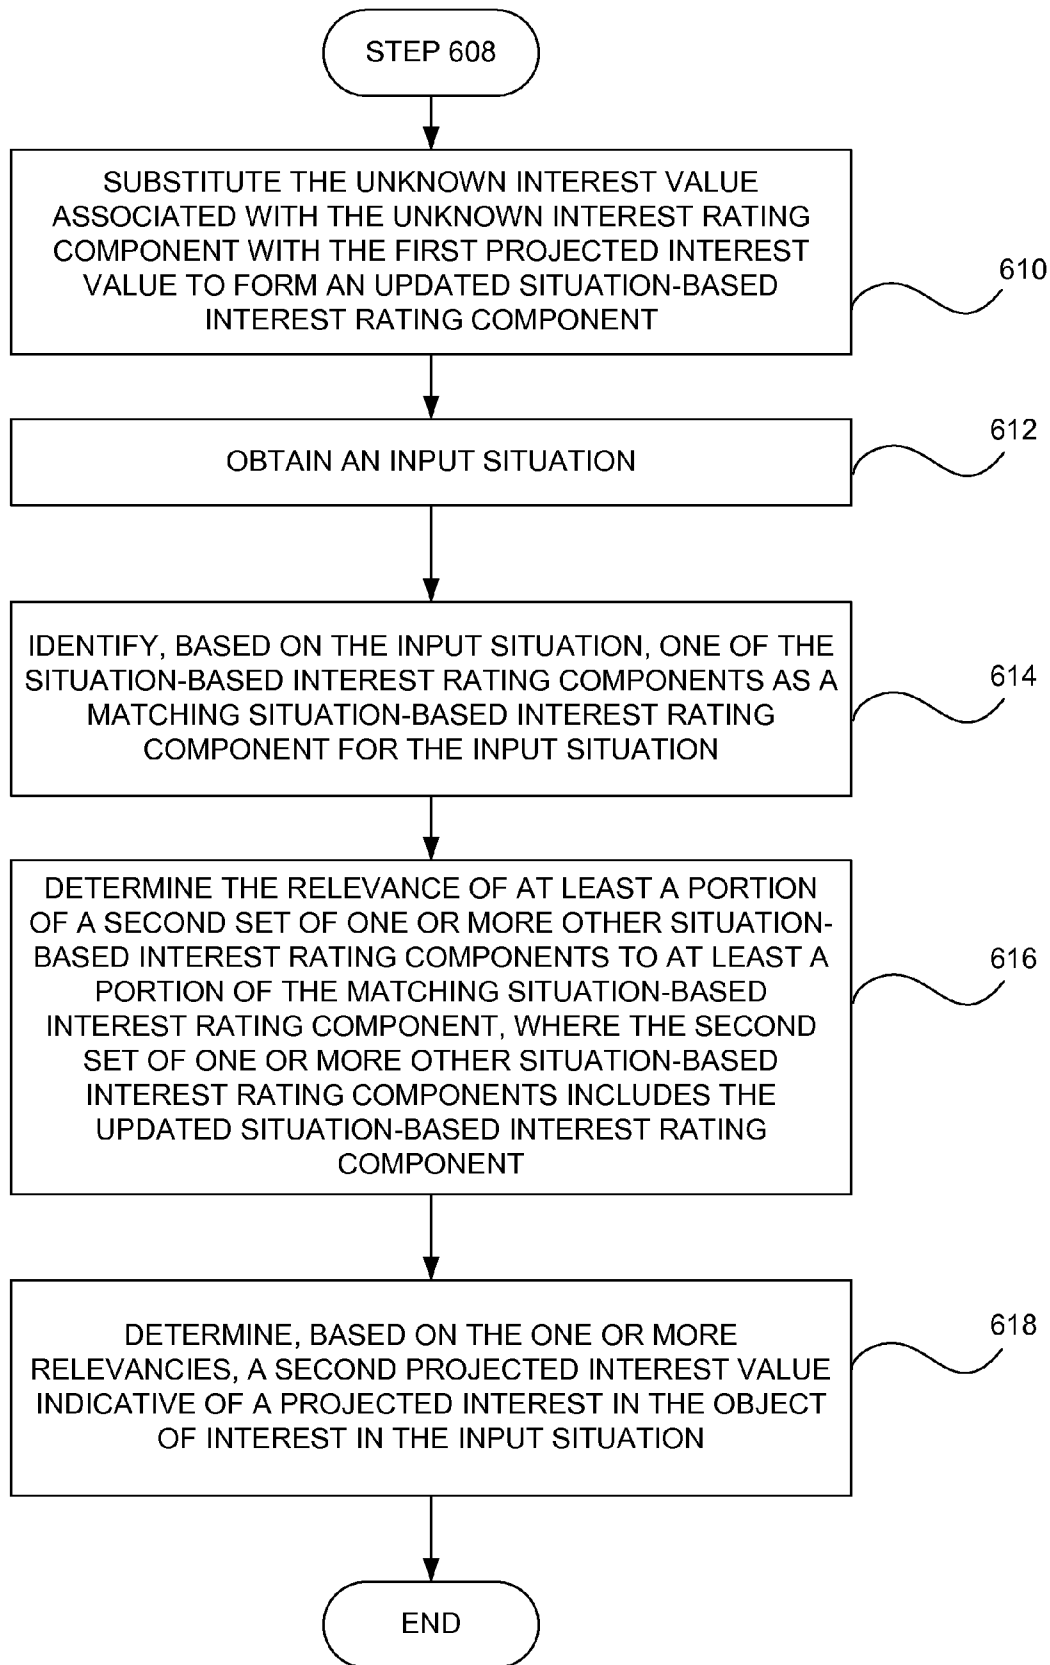 STEP 608
SUBSTITUTE THE UNKNOWN INTEREST VALUE
ASSOCIATED WITH THE UNKNOWN INTEREST RATING
COMPONENT WITH THE FIRST PROJECTED INTEREST
VALUE TO FORM AN UPDATED SITUATION-BASED
INTEREST RATING COMPONENT
610
OBTAIN AN INPUT SITUATION
612
IDENTIFY, BASED ON THE INPUT SITUATION, ONE OF THE
SITUATION-BASED INTEREST RATING COMPONENTS AS A
MATCHING SITUATION-BASED INTEREST RATING
COMPONENT FOR THE INPUT SITUATION
614
DETERMINE THE RELEVANCE OF AT LEAST A PORTION
OF A SECOND SET OF ONE OR MORE OTHER SITUATION-
BASED INTEREST RATING COMPONENTS TO AT LEAST A
PORTION OF THE MATCHING SITUATION-BASED
INTEREST RATING COMPONENT, WHERE THE SECOND
SET OF ONE OR MORE OTHER SITUATION-BASED
INTEREST RATING COMPONENTS INCLUDES THE
UPDATED SITUATION-BASED INTEREST RATING
COMPONENT
616
DETERMINE, BASED ON THE ONE OR MORE
RELEVANCIES, A SECOND PROJECTED INTEREST VALUE
INDICATIVE OF A PROJECTED INTEREST IN THE OBJECT
OF INTEREST IN THE INPUT SITUATION
618
END